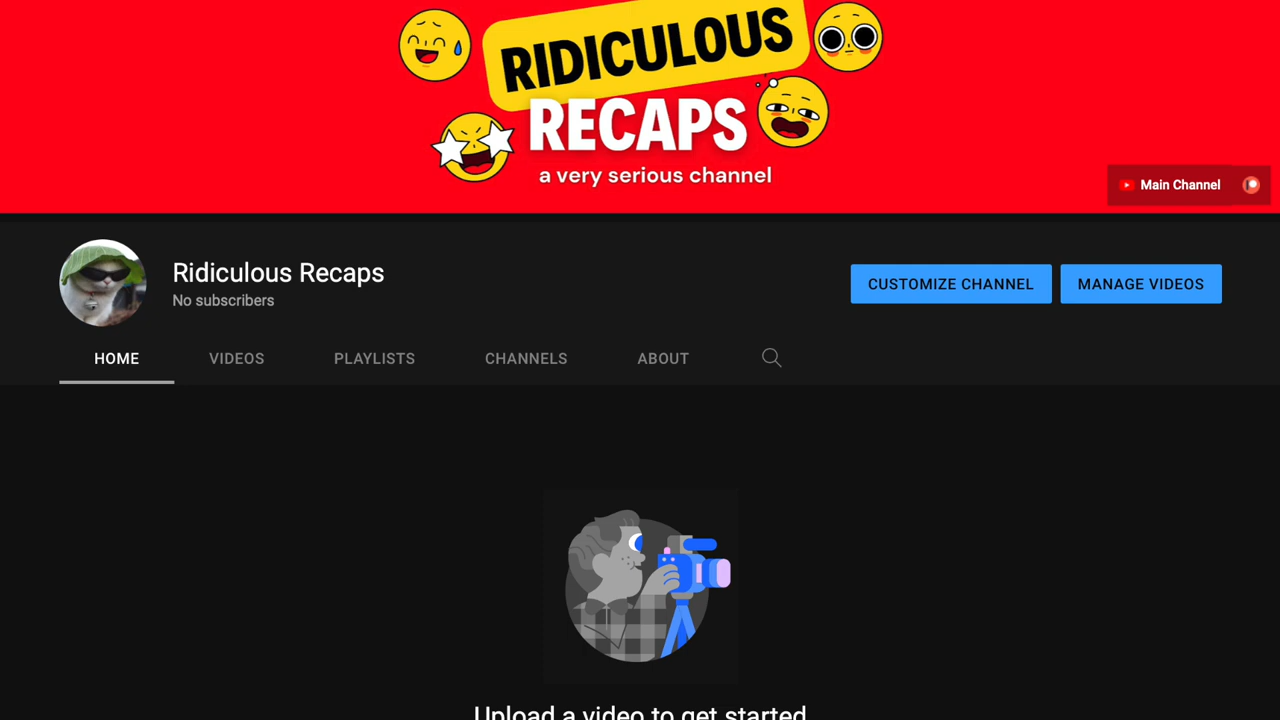 RIDICULOUS
RECAPS
a very serious channel
Main Channel
Ridiculous Recaps
No subscribers
CUSTOMIZE CHANNEL
MANAGE VIDEOS
HOME
VIDEOS
PLAYLISTS
CHANNELS
ABOUT
Upload a video to get started